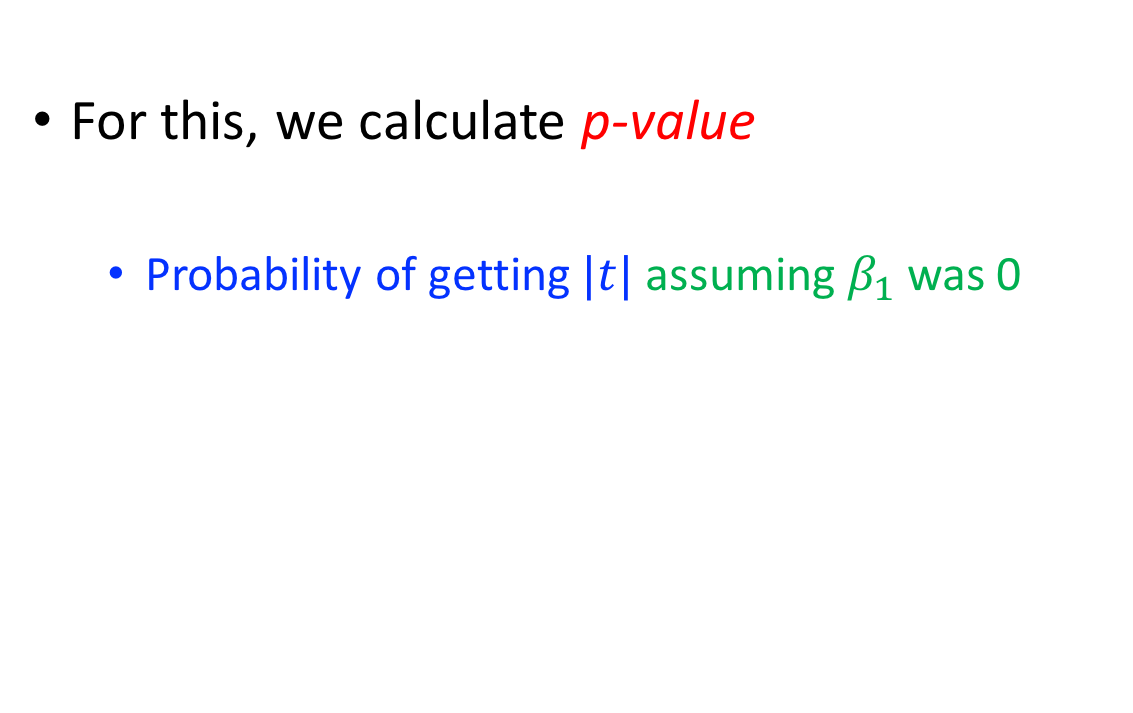 • For this, we calculate p-value
• Probability of getting |𝑡| assuming 𝛽₁ was 0